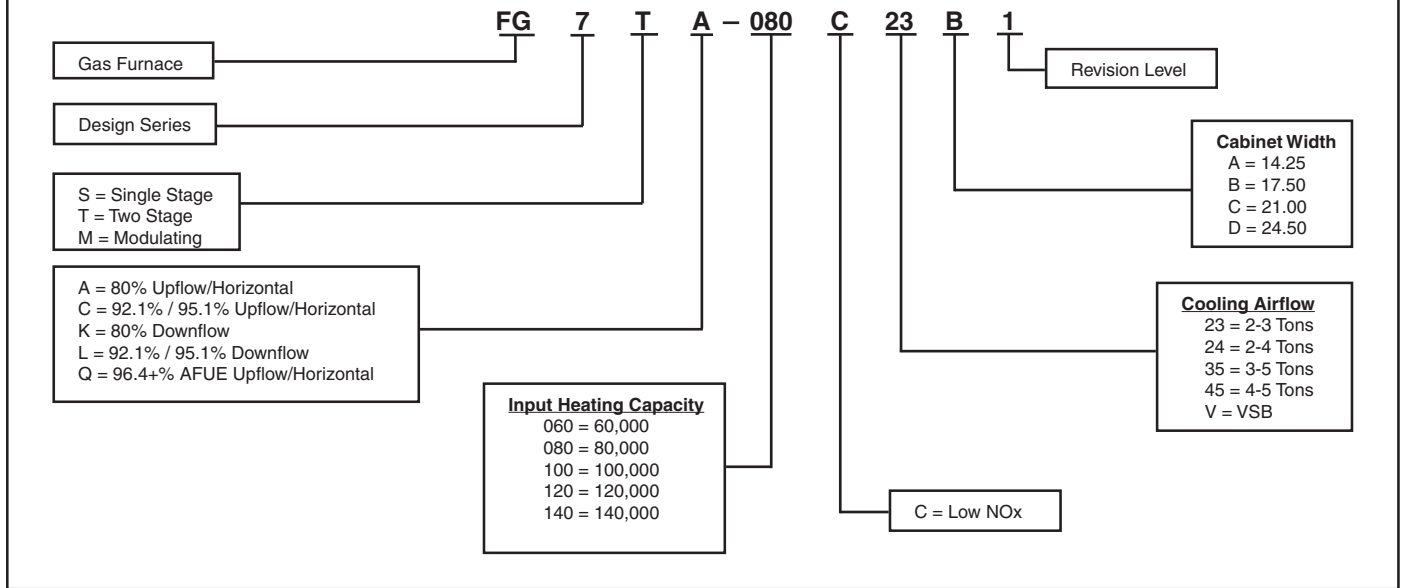 FG 7 T A – 080 C 23 B 1
Gas Furnace
Revision Level
Design Series
Cabinet Width
A = 14.25
B = 17.50
C = 21.00
D = 24.50
S = Single Stage
T = Two Stage
M = Modulating
A = 80% Upflow/Horizontal
C = 92.1% / 95.1% Upflow/Horizontal
K = 80% Downflow
L = 92.1% / 95.1% Downflow
Q = 96.4+% AFUE Upflow/Horizontal
Cooling Airflow
23 = 2-3 Tons
24 = 2-4 Tons
35 = 3-5 Tons
45 = 4-5 Tons
V = VSB
Input Heating Capacity
060 = 60,000
080 = 80,000
100 = 100,000
120 = 120,000
140 = 140,000
C = Low NOx